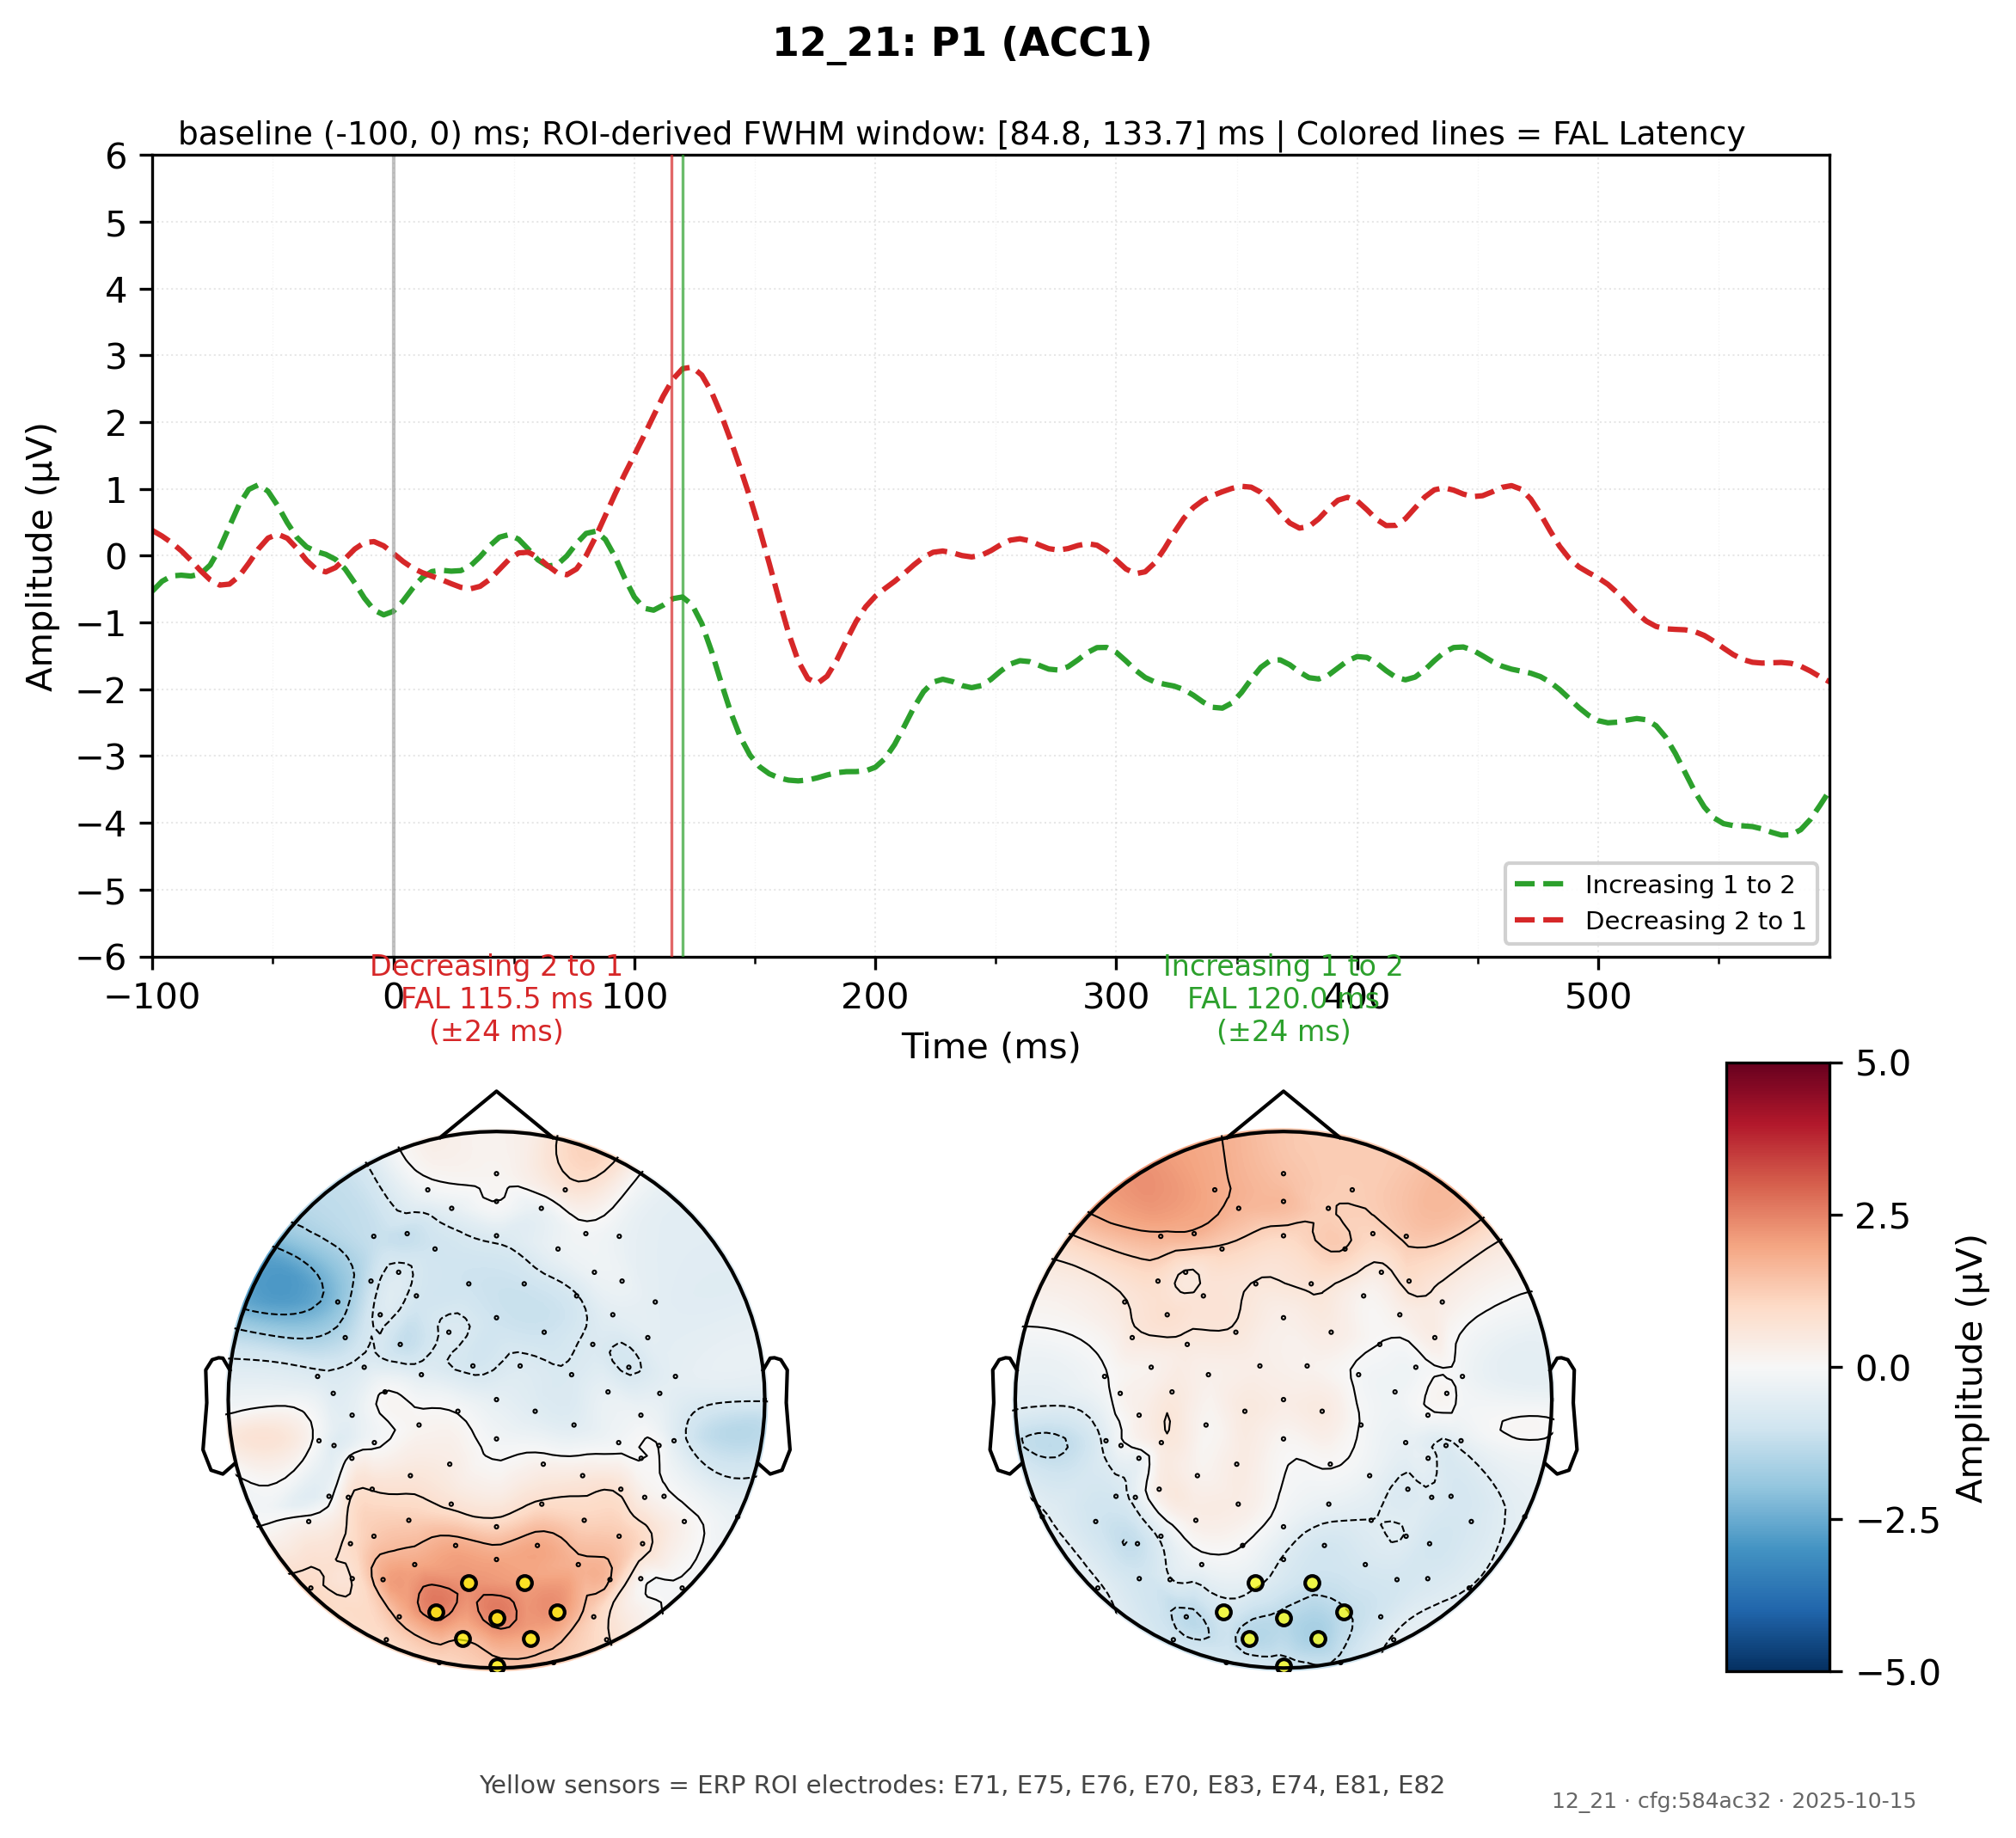 12_21: P1 (ACC1)
baseline (-100, 0) ms; ROI-derived FWHM window: [84.8, 133.7] ms | Colored lines = FAL Latency
Amplitude (µV)
6
5
4
3
2
1
0
−1
−2
−3
−4
−5
−6
Increasing 1 to 2
Decreasing 2 to 1
−100
0
100
200
300
400
500
Time (ms)
Decreasing 2 to 1
FAL 115.5 ms
(±24 ms)
Increasing 1 to 2
FAL 120.0 ms
(±24 ms)
5.0
2.5
0.0
−2.5
−5.0
Amplitude (µV)
Yellow sensors = ERP ROI electrodes: E71, E75, E76, E70, E83, E74, E81, E82
12_21 · cfg:584ac32 · 2025-10-15